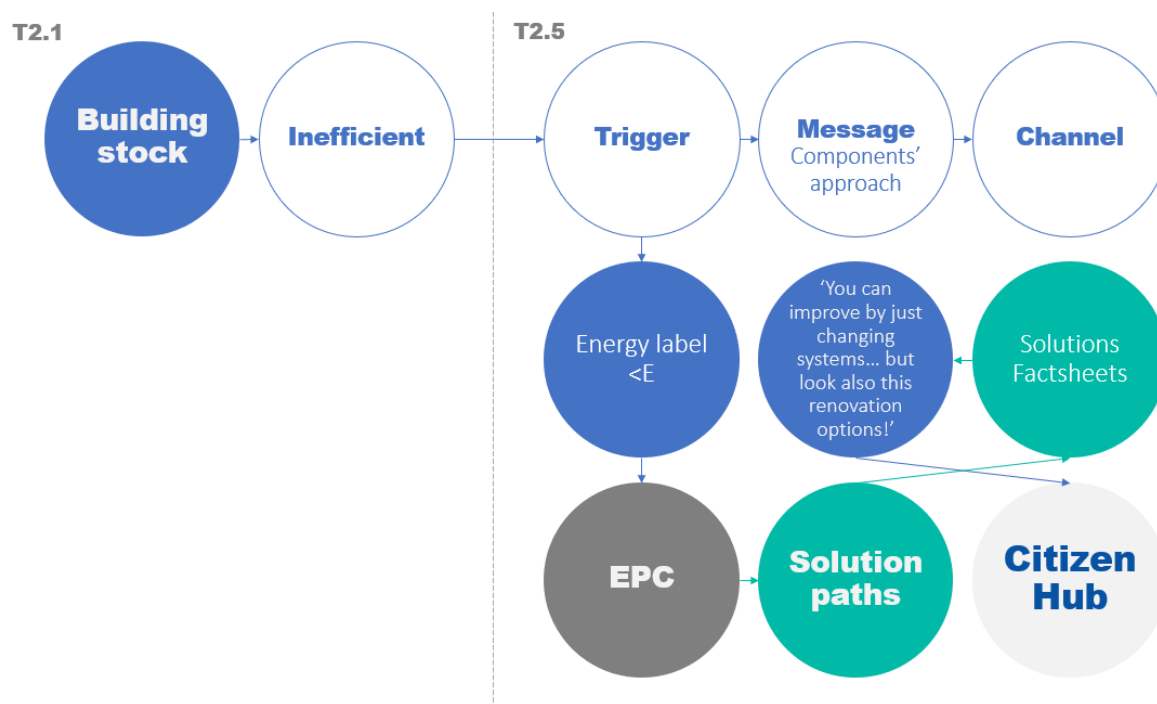 T2.1
T2.5
Building
stock
Inefficient
Trigger
Message
Components’
approach
Channel
Energy label
<E
‘You can
improve by just
changing
systems... but
look also this
renovation
options!’
Solutions
Factsheets
EPC
Solution
paths
Citizen
Hub